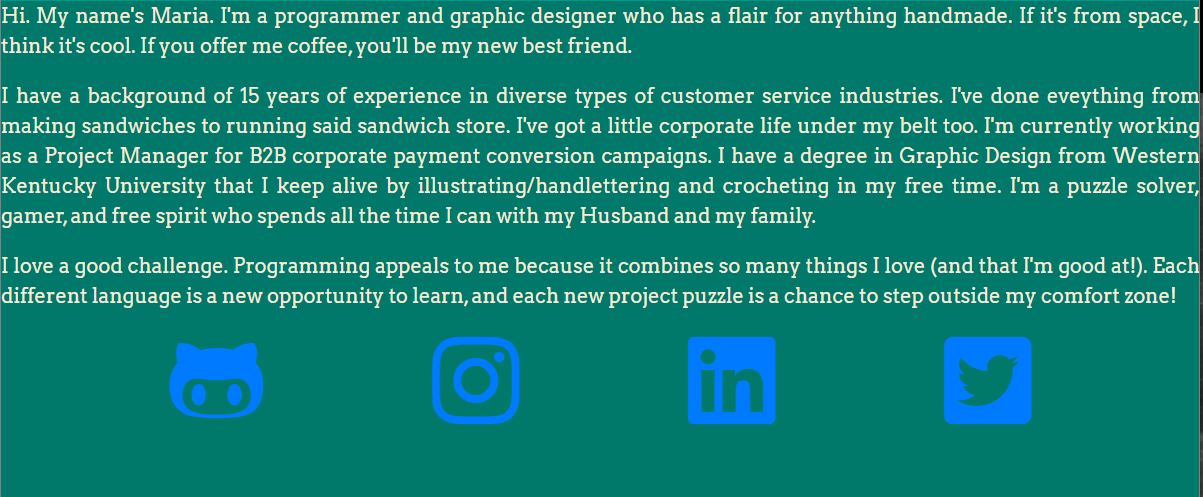 Hi. My name's Maria. I'm a programmer and graphic designer who has a flair for anything handmade. If it's from space, I
think it's cool. If you offer me coffee, you'll be my new best friend.
I have a background of 15 years of experience in diverse types of customer service industries. I've done eveything from
making sandwiches to running said sandwich store. I've got a little corporate life under my belt too. I'm currently working
as a Project Manager for B2B corporate payment conversion campaigns. I have a degree in Graphic Design from Western
Kentucky University that I keep alive by illustrating/handlettering and crocheting in my free time. I'm a puzzle solver,
gamer, and free spirit who spends all the time I can with my Husband and my family.
I love a good challenge. Programming appeals to me because it combines so many things I love (and that I'm good at!). Each
different language is a new opportunity to learn, and each new project puzzle is a chance to step outside my comfort zone!
in